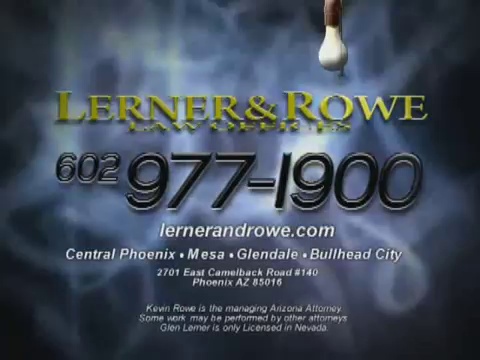 LERNER & ROWE
LAW OFFICES
602 977-1900
lernerandrowe.com
Central Phoenix • Mesa • Glendale • Bullhead City
2701 East Camelback Road #140
Phoenix AZ 85016
Kevin Rowe is the managing Arizona Attorney
Some work may be performed by other attorneys
Glen Lerner is only Licensed in Nevada.